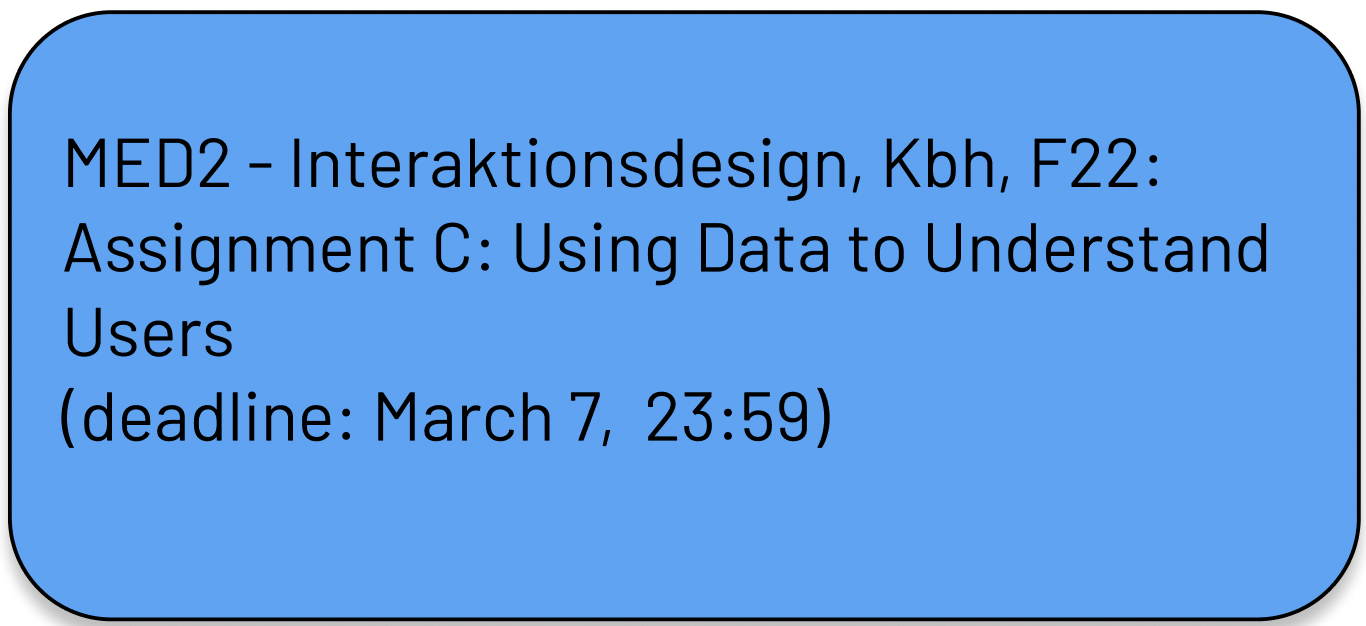 MED2 - Interaktionsdesign, Kbh, F22:
Assignment C: Using Data to Understand
Users
(deadline: March 7, 23:59)